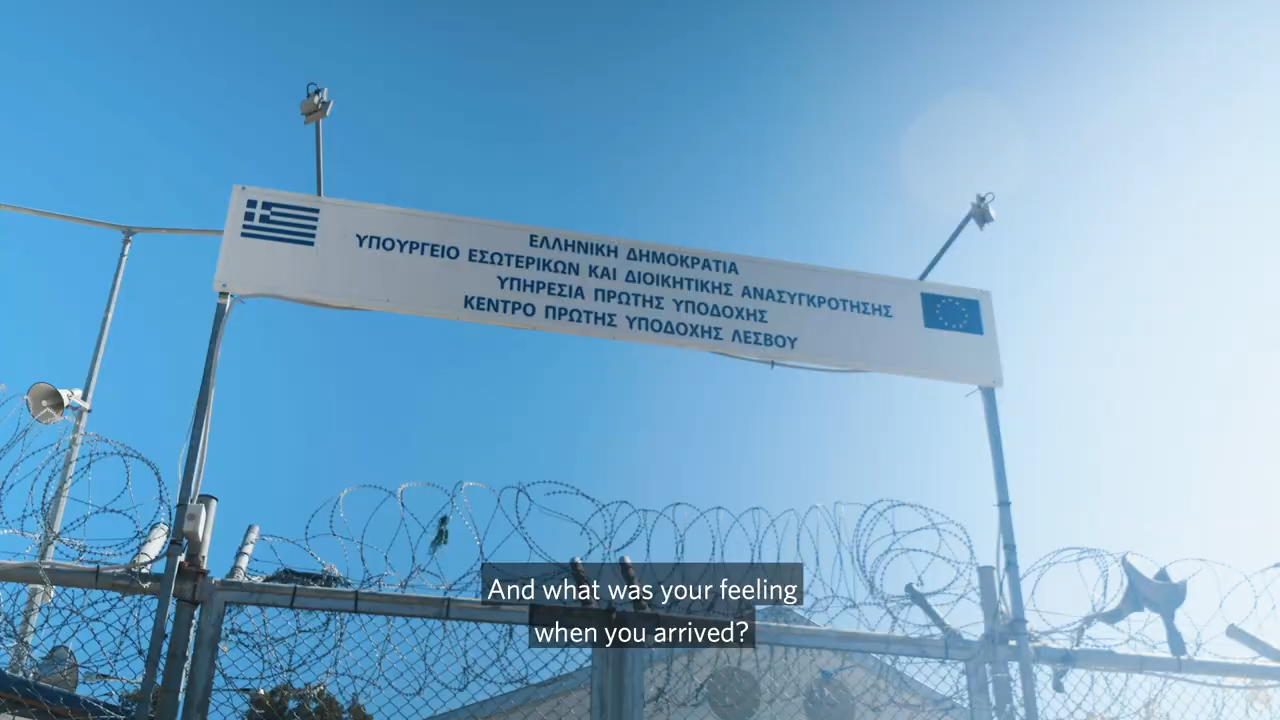 ΕΛΛΗΝΙΚΗ ΔΗΜΟΚΡΑΤΙΑ
ΥΠΟΥΡΓΕΙΟ ΕΣΩΤΕΡΙΚΩΝ ΚΑΙ ΔΙΟΙΚΗΤΙΚΗΣ ΑΝΑΣΥΓΚΡΟΤΗΣΗΣ
ΥΠΗΡΕΣΙΑ ΠΡΩΤΗΣ ΥΠΟΔΟΧΗΣ
ΚΕΝΤΡΟ ΠΡΩΤΗΣ ΥΠΟΔΟΧΗΣ ΛΕΣΒΟΥ
And what was your feeling
when you arrived?